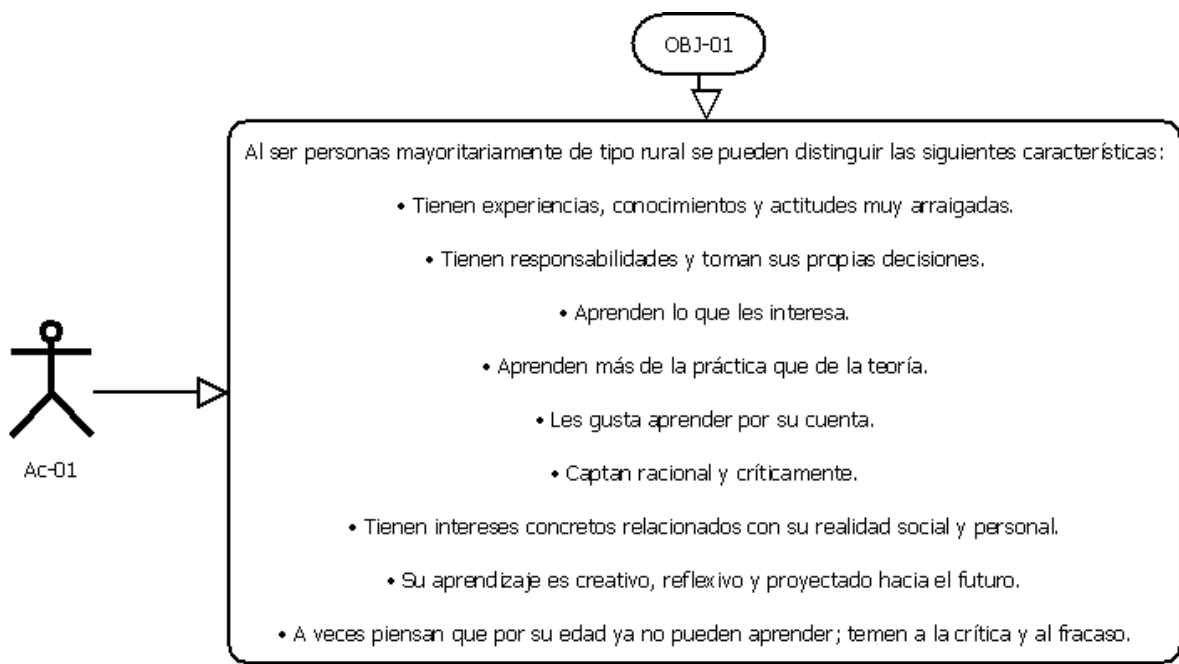 OBJ-01
Al ser personas mayoritariamente de tipo rural se pueden distinguir las siguientes características:
• Tienen experiencias, conocimientos y actitudes muy arraigadas.
• Tienen responsabilidades y toman sus propias decisiones.
• Aprenden lo que les interesa.
• Aprenden más de la práctica que de la teoría.
• Les gusta aprender por su cuenta.
• Captan racional y críticamente.
• Tienen intereses concretos relacionados con su realidad social y personal.
• Su aprendizaje es creativo, reflexivo y proyectado hacia el futuro.
• A veces piensan que por su edad ya no pueden aprender; temen a la crítica y al fracaso.
Ac-01